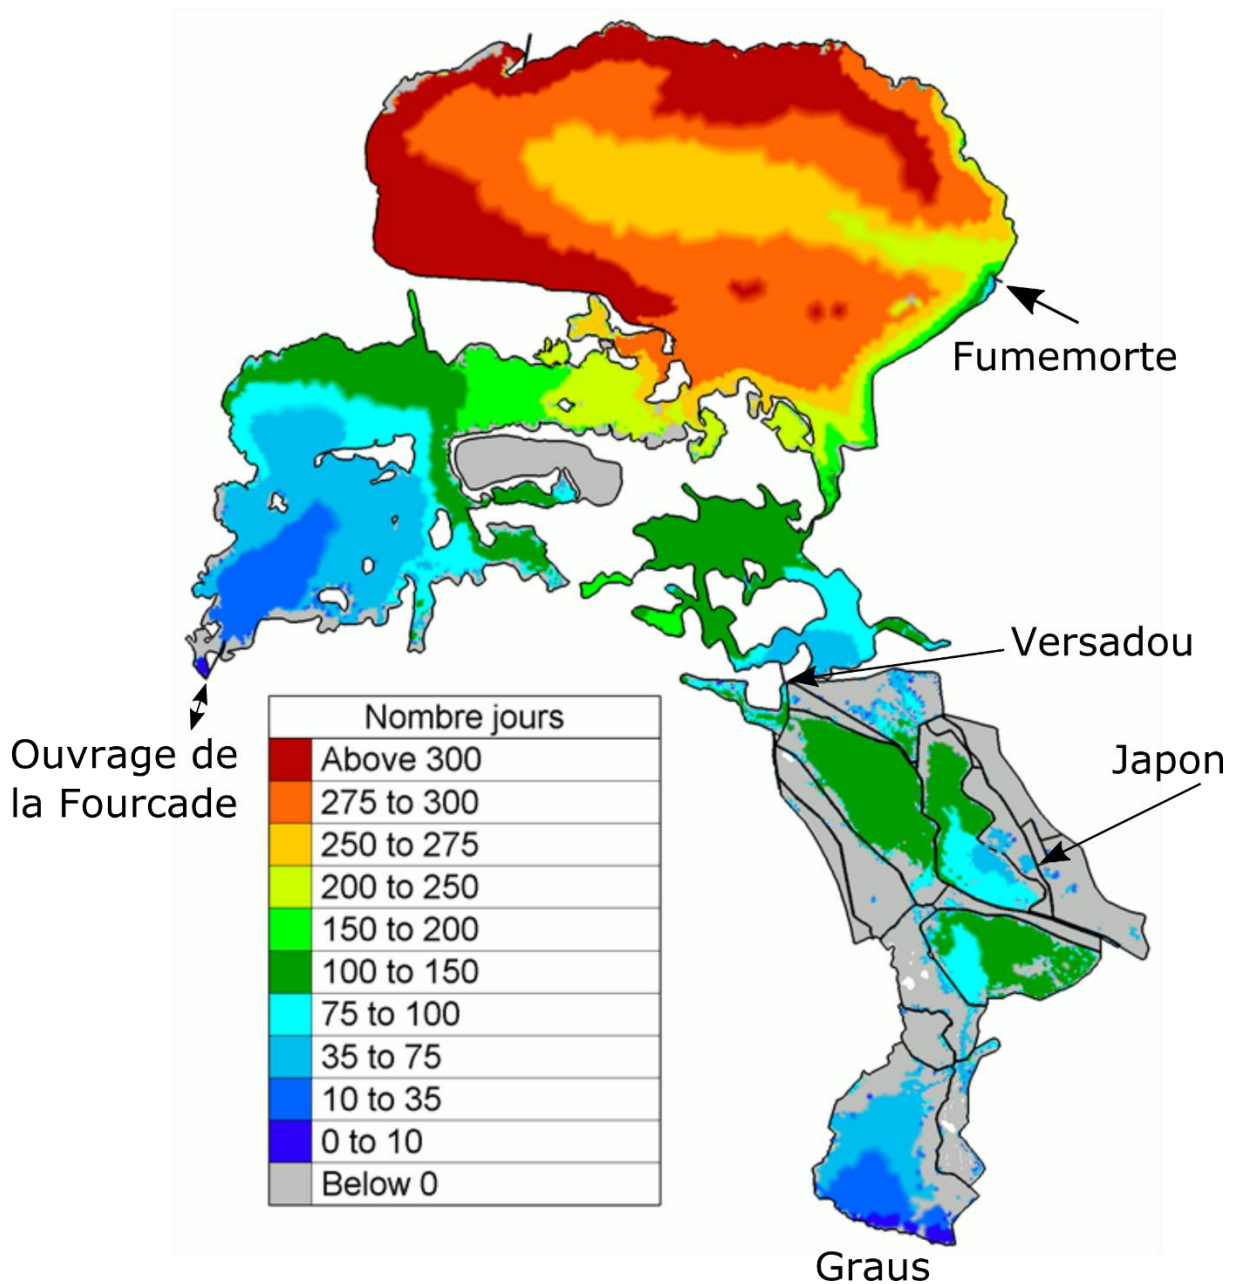 Fumemorte
Versadou
Ouvrage de
la Fourcade
Japon
Nombre jours
Above 300
275 to 300
250 to 275
200 to 250
150 to 200
100 to 150
75 to 100
35 to 75
10 to 35
0 to 10
Below 0
Graus